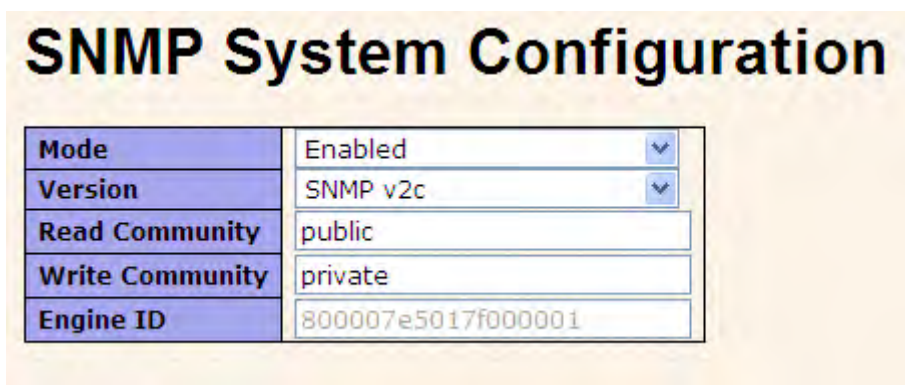 SNMP System Configuration
Mode Enabled
Version SNMP v2c
Read Community public
Write Community private
Engine ID 800007e5017f000001